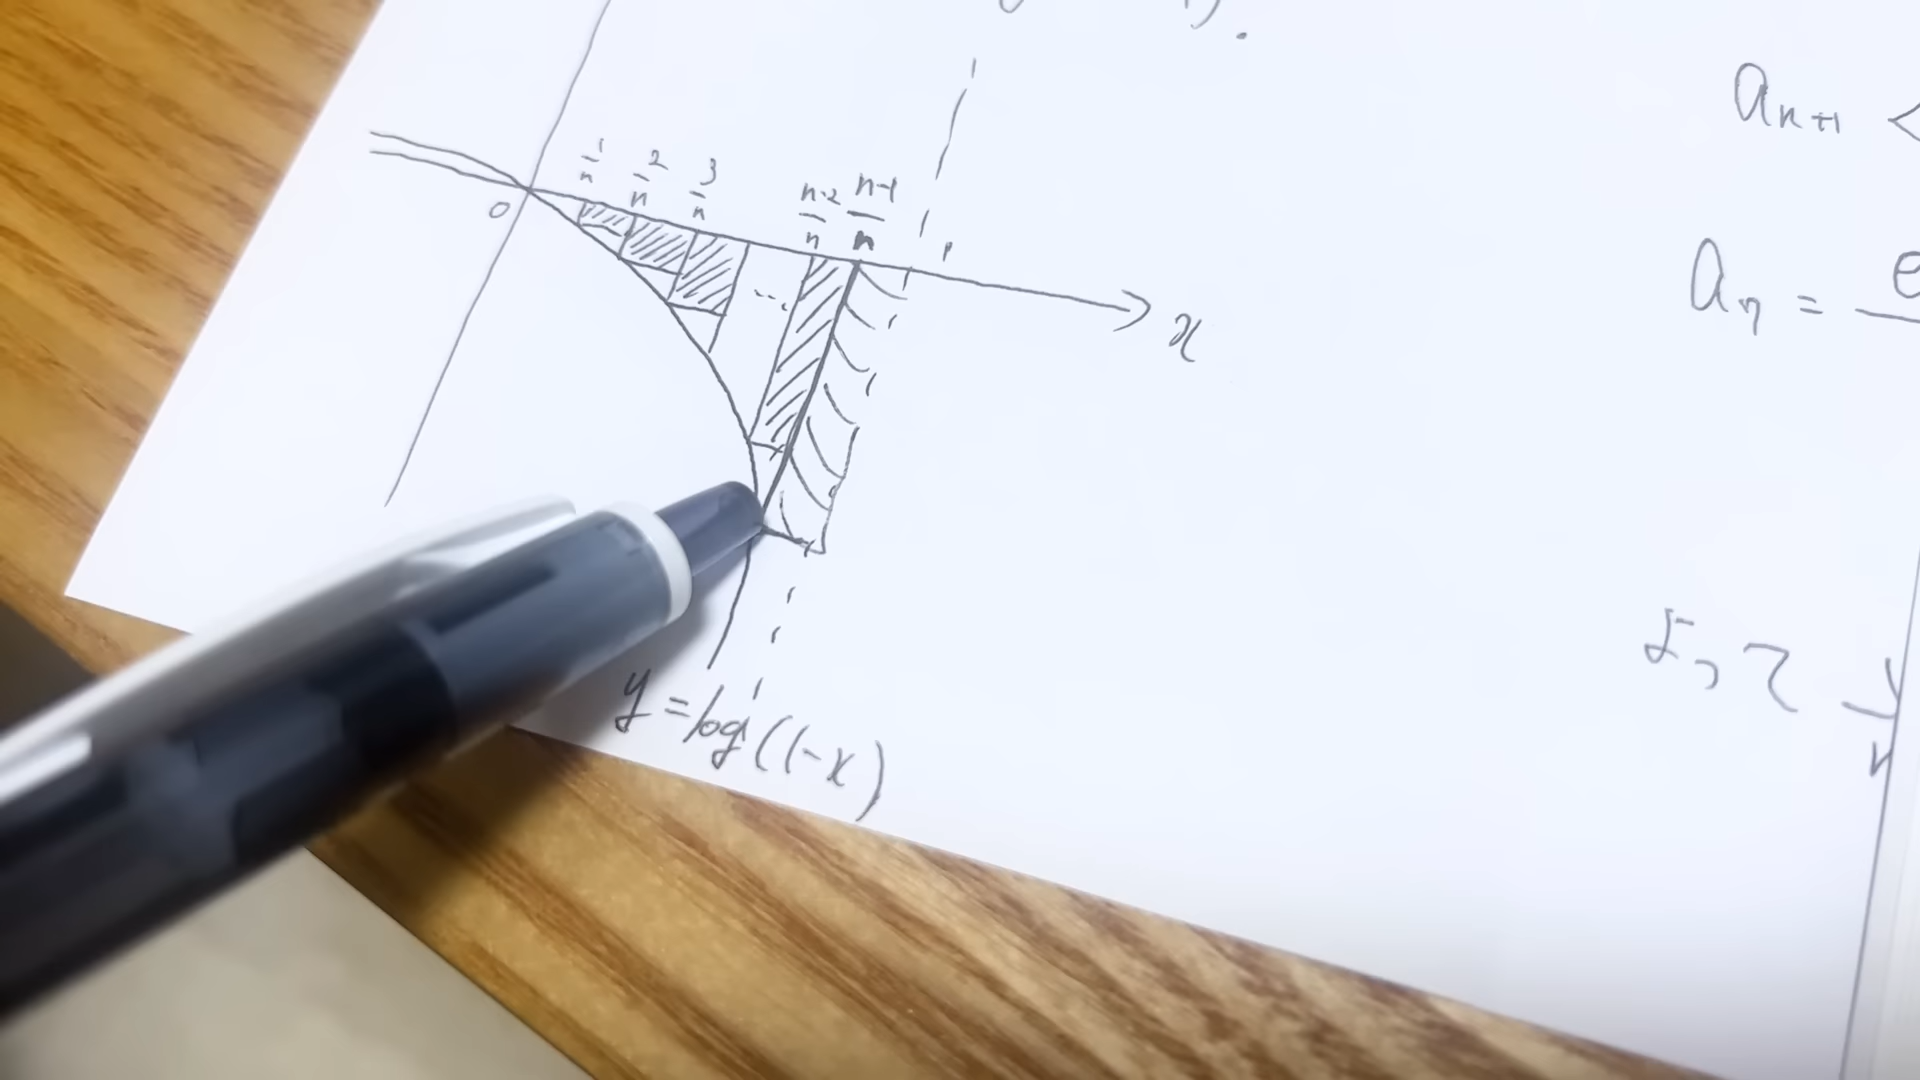 1/n 2/n 3/n n-2/n n-1/n
0
1
x
y = log(1-x)
a_{n+1} <
a_n = e
よって